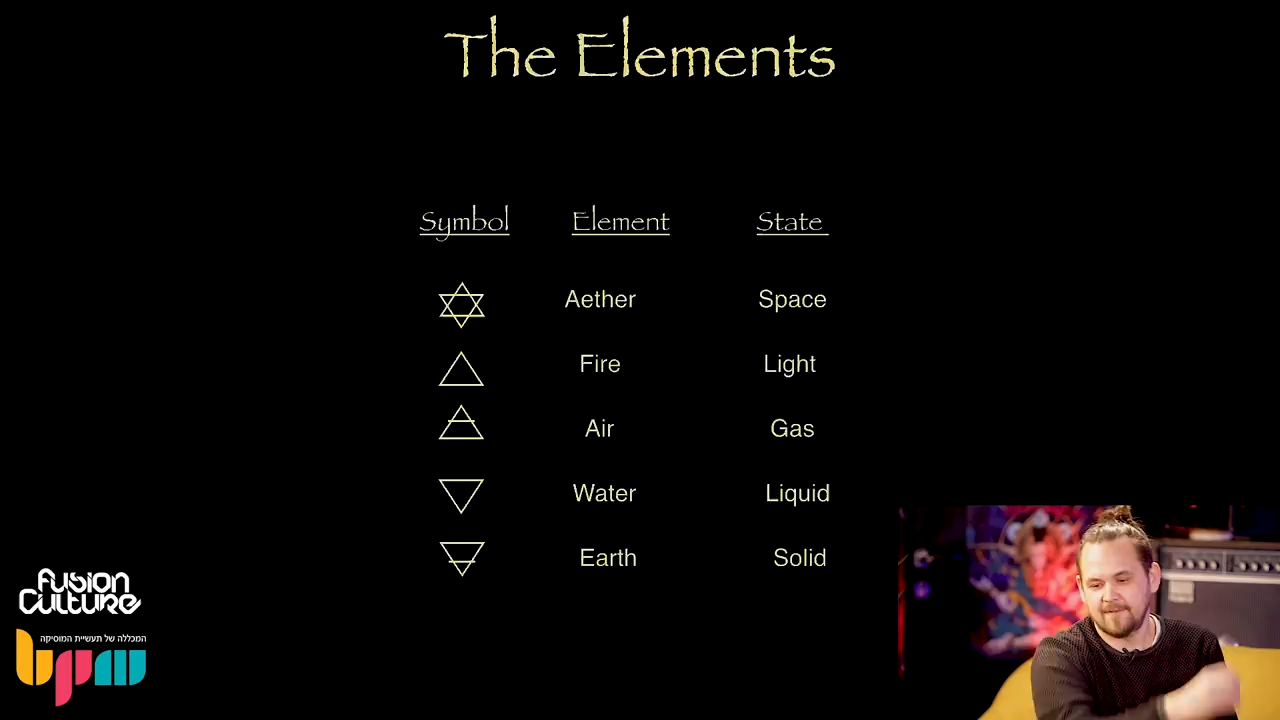 The Elements
Symbol Element State
Aether Space
Fire Light
Air Gas
Water Liquid
Earth Solid
fusion
culture
המכללה של תעשיית המוסיקה
bpm